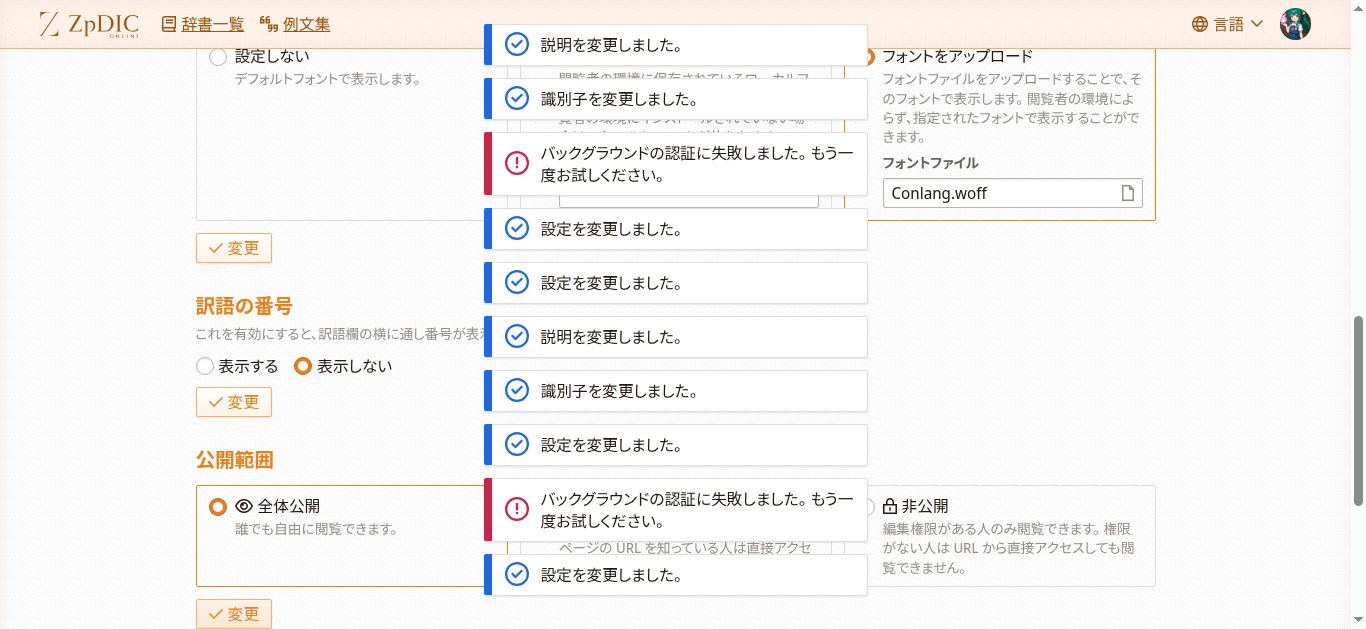 ZpDIC
ONLINE
辞書一覧
例文集
言語
設定しない
デフォルトフォントで表示します。
フォントをアップロード
フォントファイルをアップロードすることで、そ
のフォントで表示します。閲覧者の環境によ
らず、指定されたフォントで表示することがで
きます。
フォントファイル
Conlang.woff
変更
説明を変更しました。
識別子を変更しました。
バックグラウンドの認証に失敗しました。もう一
度お試しください。
設定を変更しました。
設定を変更しました。
説明を変更しました。
識別子を変更しました。
設定を変更しました。
バックグラウンドの認証に失敗しました。もう一
度お試しください。
設定を変更しました。
訳語の番号
これを有効にすると、訳語欄の横に通し番号が表示
表示する
表示しない
変更
公開範囲
全体公開
誰でも自由に閲覧できます。
ページの URL を知っている人は直接アクセ
非公開
編集権限がある人のみ閲覧できます。権限
がない人は URL から直接アクセスしても閲
覧できません。
変更